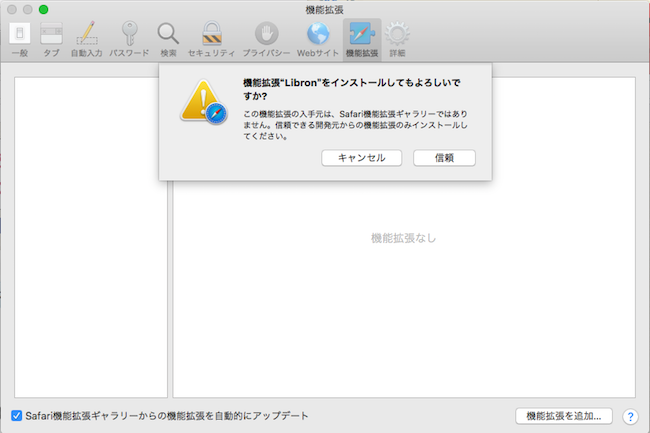 機能拡張
一般 タブ 自動入力 パスワード 検索 セキュリティ プライバシー Webサイト 機能拡張 詳細
機能拡張“Libron”をインストールしてもよろしいで
すか?
この機能拡張の入手元は、Safari機能拡張ギャラリーではあ
りません。信頼できる開発元からの機能拡張のみインストールし
てください。
キャンセル 信頼
機能拡張なし
Safari機能拡張ギャラリーからの機能拡張を自動的にアップデート
機能拡張を追加... ?